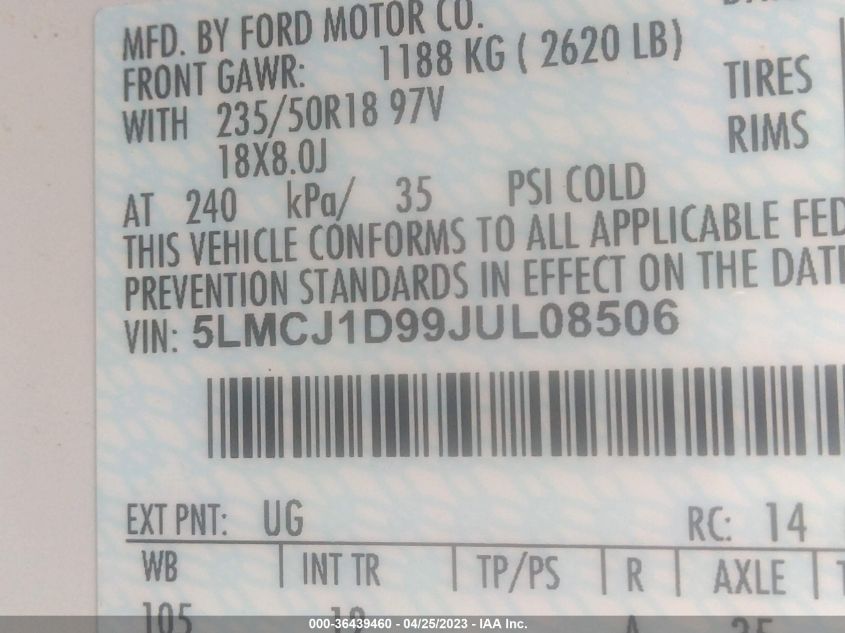 MFD. BY FORD MOTOR CO.
FRONT GAWR: 1188 KG ( 2620 LB)
WITH 235/50R18 97V TIRES
18X8.0J RIMS
AT 240 kPa/ 35 PSI COLD
THIS VEHICLE CONFORMS TO ALL APPLICABLE FED
PREVENTION STANDARDS IN EFFECT ON THE DATE
VIN: 5LMCJ1D99JUL08506
EXT PNT: UG RC: 14
WB INT TR TP/PS R AXLE
105
000-36439460 - 04/25/2023 - IAA Inc.